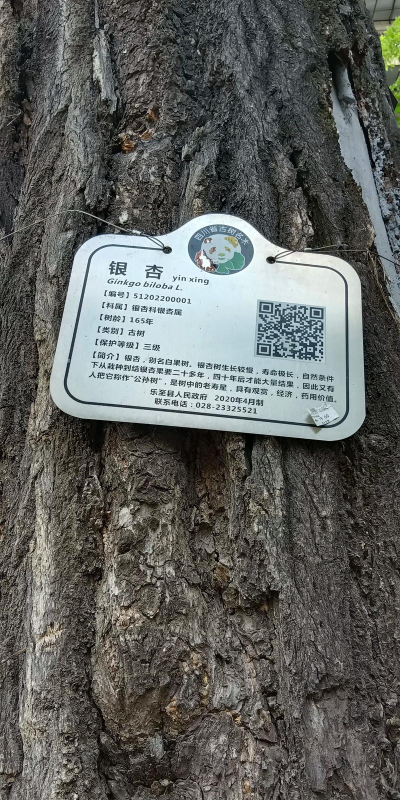 四川省古树名木
银杏 yin xing
Ginkgo biloba L.
【编号】51202200001
【科属】银杏科银杏属
【树龄】165年
【类别】古树
【保护等级】三级
【简介】银杏，别名白果树。银杏树生长较慢，寿命极长，自然条件
下从栽种到结银杏果要二十多年，四十年后才能大量结果，因此又有
人把它称作“公孙树”，是树中的老寿星，具有观赏，经济，药用价值。
乐至县人民政府 2020年4月制
联系电话：028-23325521